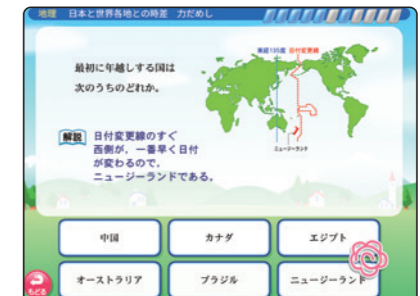 地理 日本と世界各地との時差 力だめし
最初に年越しする国は
次のうちのどれか。
東経135度 日付変更線
ニュージーランド
解説 日付変更線のすぐ
西側が，一番早く日付
が変わるので，
ニュージーランドである。
中国 カナダ エジプト
オーストラリア ブラジル ニュージーランド
もどる